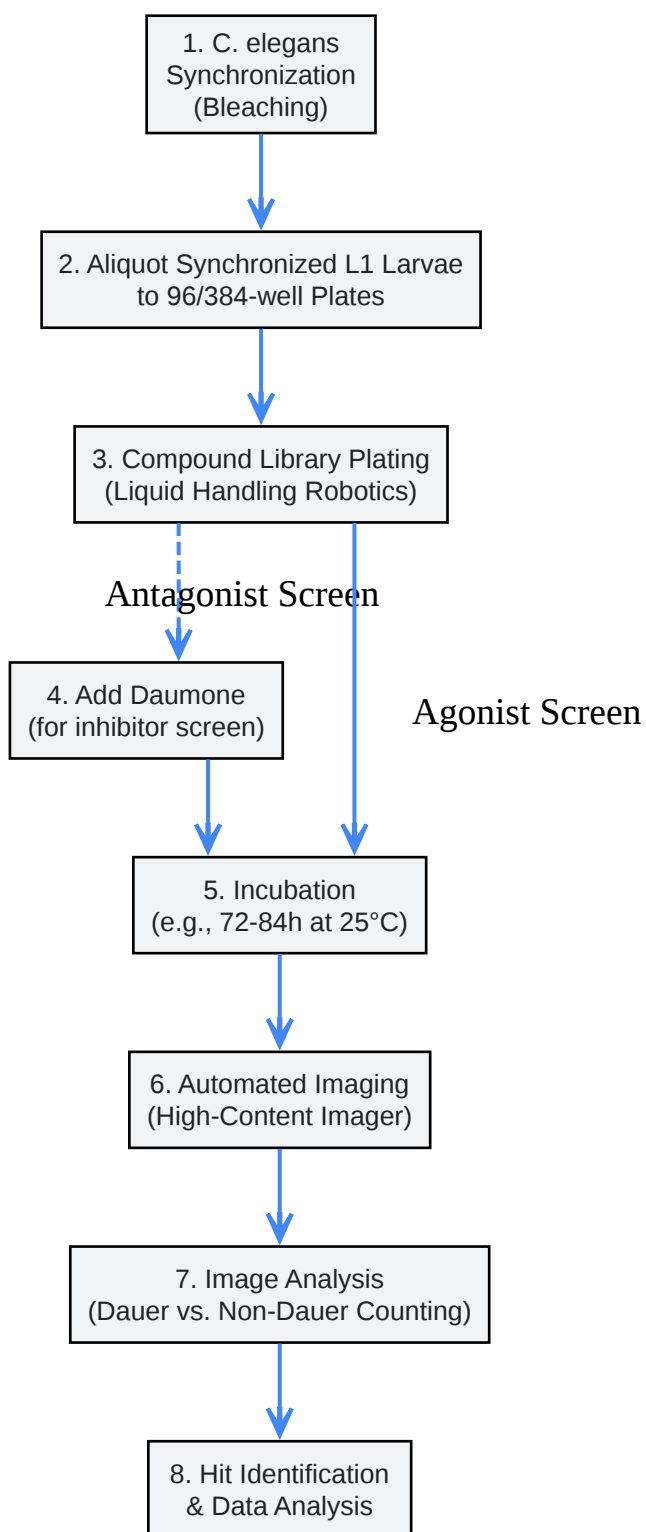 1. C. elegans
Synchronization
(Bleaching)
2. Aliquot Synchronized L1 Larvae
to 96/384-well Plates
3. Compound Library Plating
(Liquid Handling Robotics)
Antagonist Screen
4. Add Daumone
(for inhibitor screen)
Agonist Screen
5. Incubation
(e.g., 72-84h at 25°C)
6. Automated Imaging
(High-Content Imager)
7. Image Analysis
(Dauer vs. Non-Dauer Counting)
8. Hit Identification
& Data Analysis